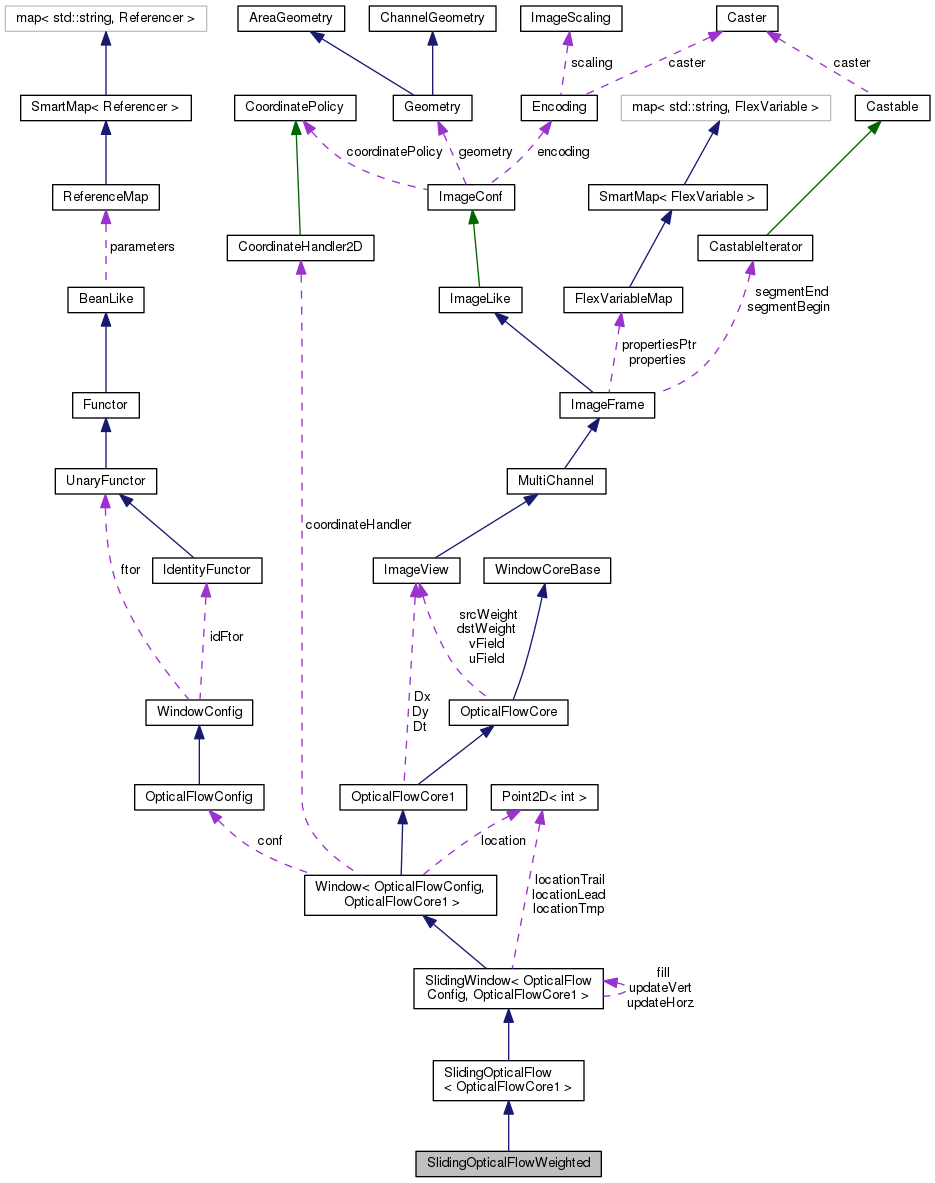 map< std::string, Referencer >
AreaGeometry
ChannelGeometry
ImageScaling
Caster
scaling
caster
caster
SmartMap< Referencer >
CoordinatePolicy
Geometry
Encoding
map< std::string, FlexVariable >
Castable
coordinatePolicy
geometry
encoding
ReferenceMap
ImageConf
SmartMap< FlexVariable >
parameters
CoordinateHandler2D
CastableIterator
BeanLike
ImageLike
FlexVariableMap
segmentEnd
segmentBegin
propertiesPtr
properties
Functor
ImageFrame
UnaryFunctor
MultiChannel
coordinateHandler
ftor
IdentityFunctor
ImageView
WindowCoreBase
idFtor
srcWeight
dstWeight
vField
uField
WindowConfig
Dx
Dy
Dt
OpticalFlowCore
OpticalFlowConfig
OpticalFlowCore1
Point2D< int >
conf
location
Window< OpticalFlowConfig,
OpticalFlowCore1 >
locationTrail
locationLead
locationTmp
SlidingWindow< OpticalFlow
Config, OpticalFlowCore1 >
fill
updateVert
updateHorz
SlidingOpticalFlow
< OpticalFlowCore1 >
SlidingOpticalFlowWeighted